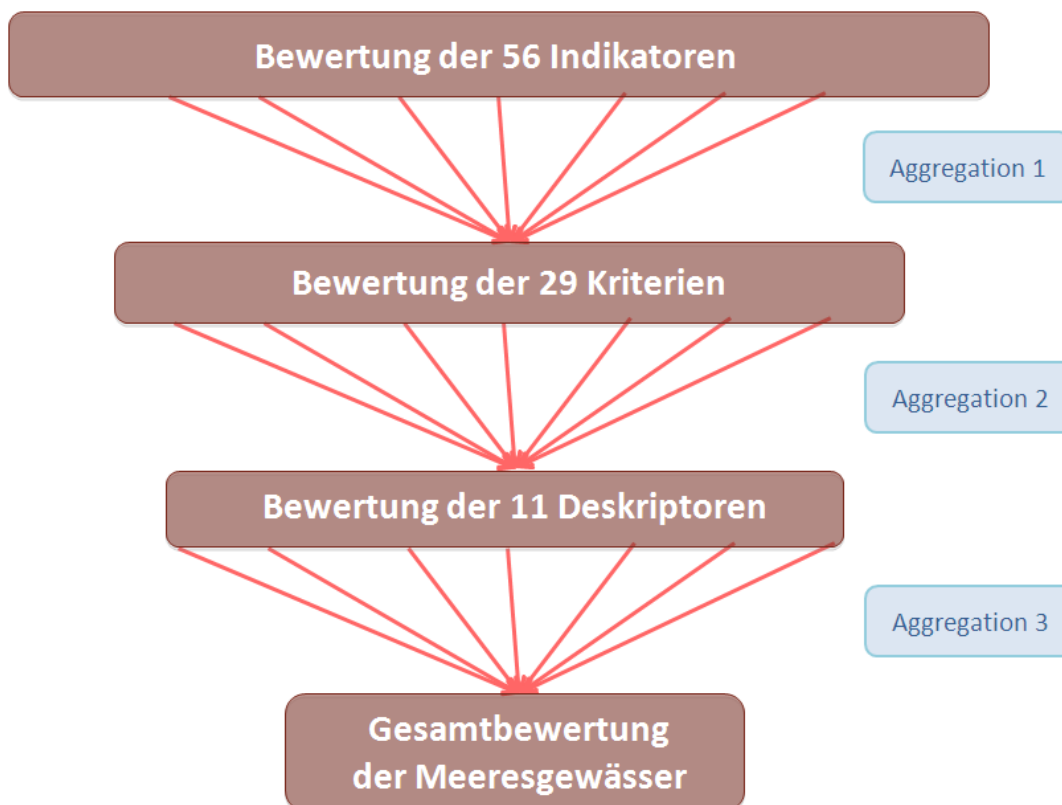 Bewertung der 56 Indikatoren
Aggregation 1
Bewertung der 29 Kriterien
Aggregation 2
Bewertung der 11 Deskriptoren
Aggregation 3
Gesamtbewertung
der Meeresgewässer